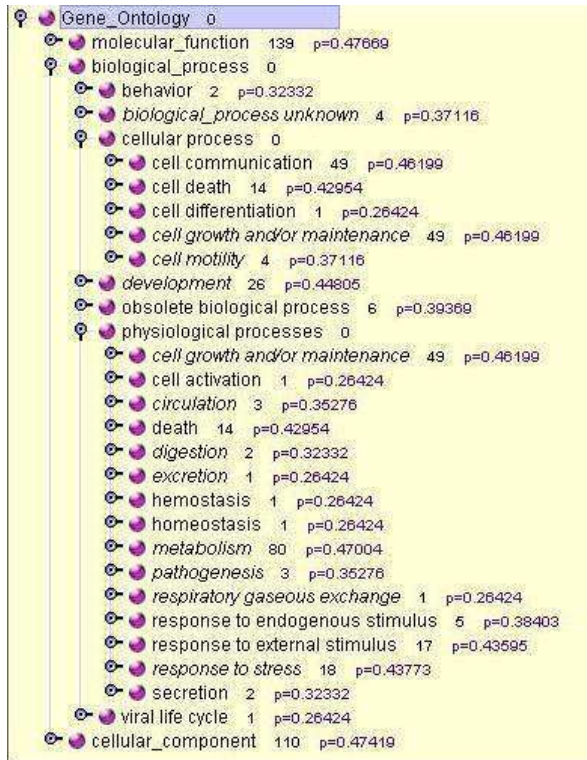 Gene_Ontology 0
molecular_function 139 p=0.47669
biological_process 0
behavior 2 p=0.32332
biological_process unknown 4 p=0.37116
cellular process 0
cell communication 49 p=0.46199
cell death 14 p=0.42954
cell differentiation 1 p=0.26424
cell growth and/or maintenance 49 p=0.46199
cell motility 4 p=0.37116
development 26 p=0.44805
obsolete biological process 6 p=0.39369
physiological processes 0
cell growth and/or maintenance 49 p=0.46199
cell activation 1 p=0.26424
circulation 3 p=0.35276
death 14 p=0.42954
digestion 2 p=0.32332
excretion 1 p=0.26424
hemostasis 1 p=0.26424
homeostasis 1 p=0.26424
metabolism 80 p=0.47004
pathogenesis 3 p=0.35276
respiratory gaseous exchange 1 p=0.26424
response to endogenous stimulus 5 p=0.38403
response to external stimulus 17 p=0.43595
response to stress 18 p=0.43773
secretion 2 p=0.32332
viral life cycle 1 p=0.26424
cellular_component 110 p=0.47419